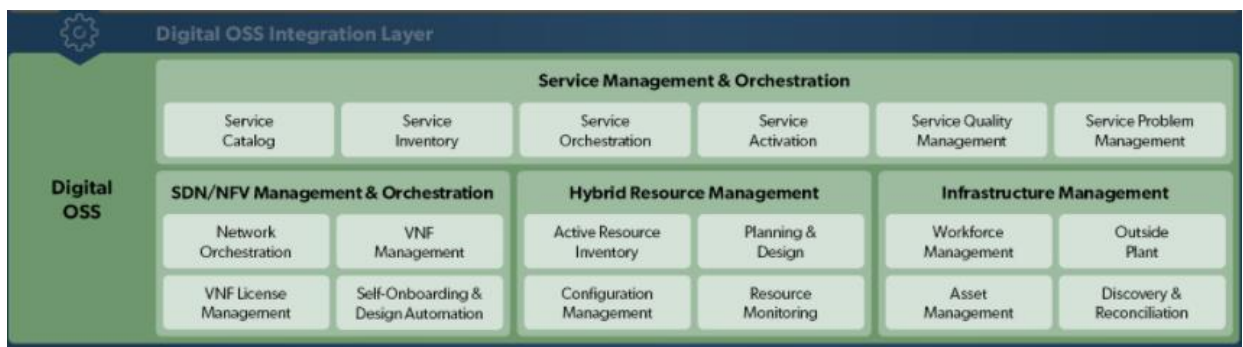 Digital OSS Integration Layer
Digital
OSS
Service Management & Orchestration
Service
Catalog
Service
Inventory
Service
Orchestration
Service
Activation
Service Quality
Management
Service Problem
Management
SDN/NFV Management & Orchestration
Network
Orchestration
VNF
Management
VNF License
Management
Self-Onboarding &
Design Automation
Hybrid Resource Management
Active Resource
Inventory
Planning &
Design
Configuration
Management
Resource
Monitoring
Infrastructure Management
Workforce
Management
Outside
Plant
Asset
Management
Discovery &
Reconciliation